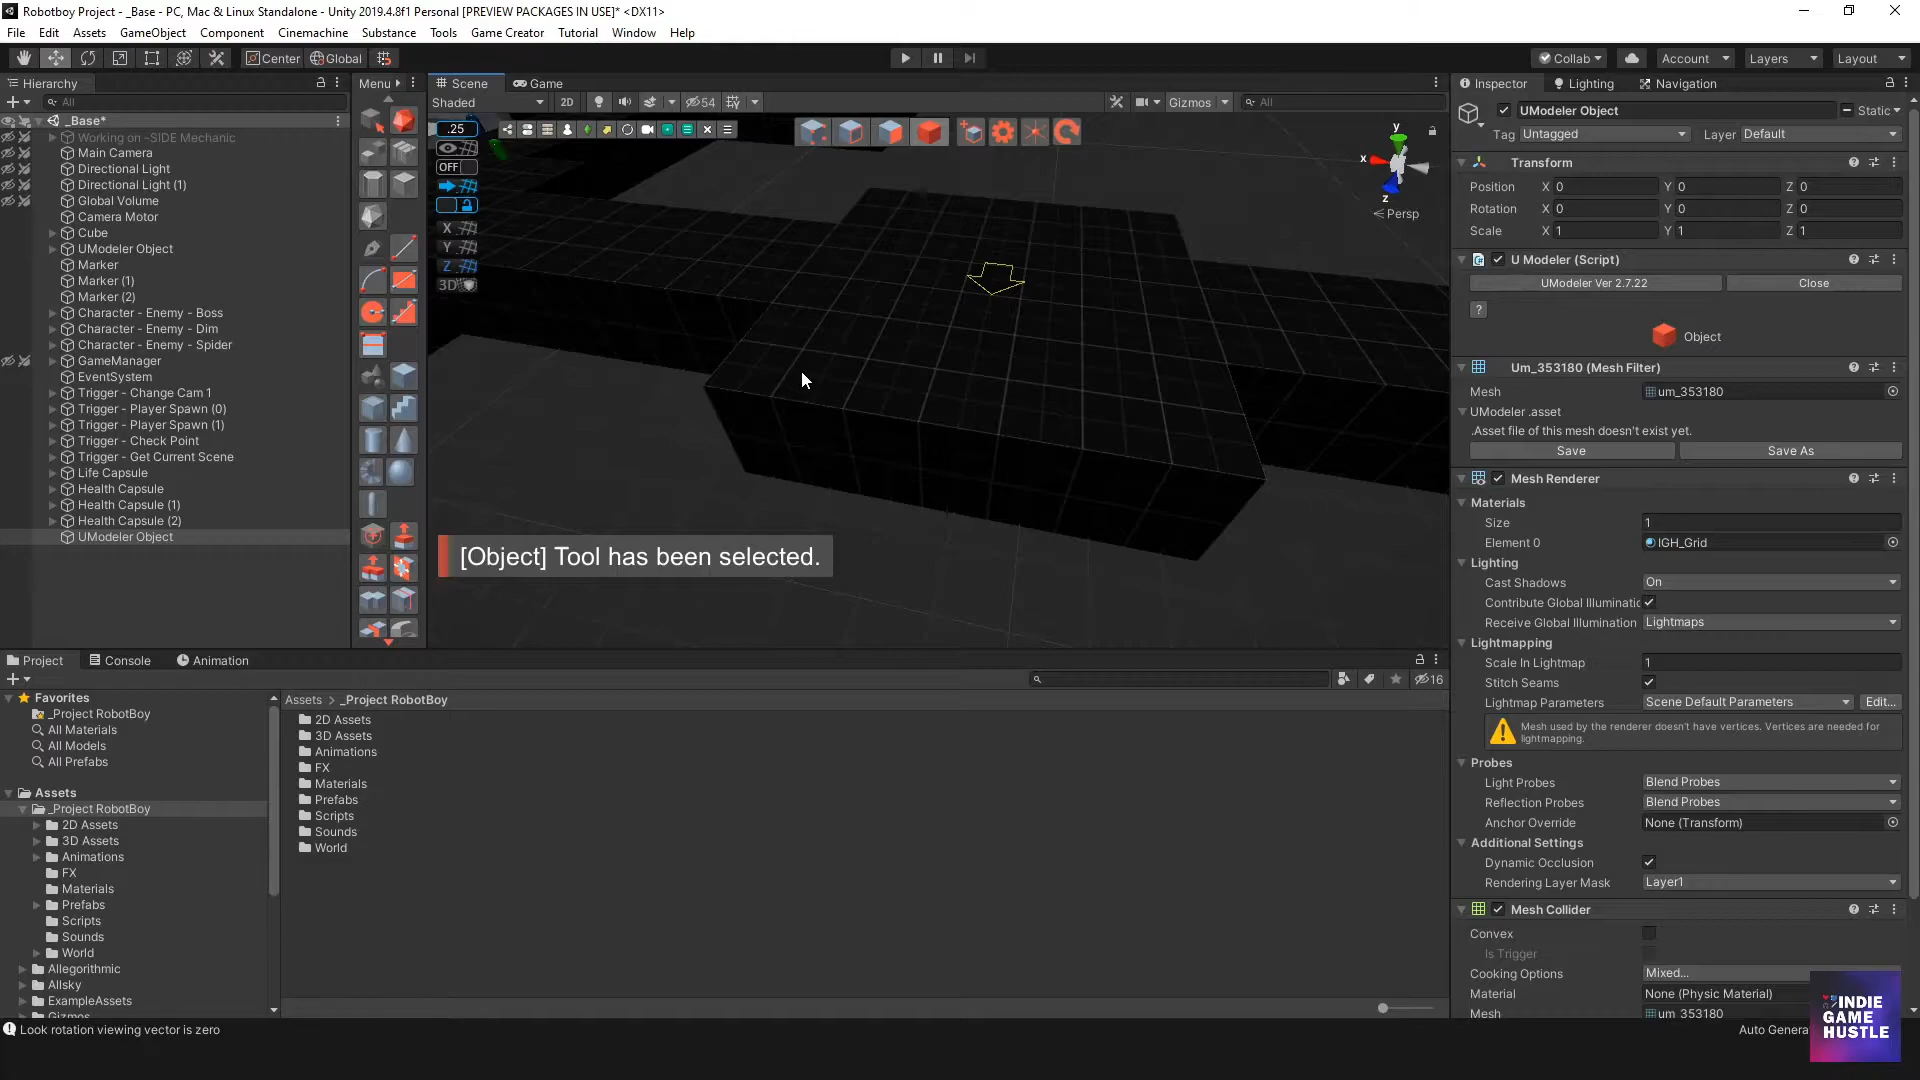 Robotboy Project - _Base - PC, Mac & Linux Standalone - Unity 2019.4.8f1 Personal [PREVIEW PACKAGES IN USE]* <DX11>
File Edit Assets GameObject Component Cinemachine Substance Tools Game Creator Tutorial Window Help
Center Global Collab Account Layers Layout
Hierarchy
All
_Base*
Working on -SIDE Mechanic
Main Camera
Directional Light
Directional Light (1)
Global Volume
Camera Motor
Cube
UModeler Object
Marker
Marker (1)
Marker (2)
Character - Enemy - Boss
Character - Enemy - Dim
Character - Enemy - Spider
GameManager
EventSystem
Trigger - Change Cam 1
Trigger - Player Spawn (0)
Trigger - Player Spawn (1)
Trigger - Check Point
Trigger - Get Current Scene
Life Capsule
Health Capsule
Health Capsule (1)
Health Capsule (2)
UModeler Object
Menu
Scene Game
Shaded 2D 54 Gizmos All
.25
OFF
X
Y
Z
3D
y
x
z
Persp
[Object] Tool has been selected.
Inspector Lighting Navigation
UModeler Object Static
Tag Untagged Layer Default
Transform
Position X 0 Y 0 Z 0
Rotation X 0 Y 0 Z 0
Scale X 1 Y 1 Z 1
U Modeler (Script)
UModeler Ver 2.7.22 Close
?
Object
Um_353180 (Mesh Filter)
Mesh um_353180
UModeler .asset
.Asset file of this mesh doesn't exist yet.
Save Save As
Mesh Renderer
Materials
Size 1
Element 0 IGH_Grid
Lighting
Cast Shadows On
Contribute Global Illuminatic
Receive Global Illumination Lightmaps
Lightmapping
Scale In Lightmap 1
Stitch Seams
Lightmap Parameters Scene Default Parameters Edit...
Mesh used by the renderer doesn't have vertices. Vertices are needed for
lightmapping.
Probes
Light Probes Blend Probes
Reflection Probes Blend Probes
Anchor Override None (Transform)
Additional Settings
Dynamic Occlusion
Rendering Layer Mask Layer1
Mesh Collider
Convex
Is Trigger
Cooking Options Mixed...
Material None (Physic Material)
Mesh um_353180
Project Console Animation
16
Favorites
_Project RobotBoy
All Materials
All Models
All Prefabs
Assets
_Project RobotBoy
2D Assets
3D Assets
Animations
FX
Materials
Prefabs
Scripts
Sounds
World
Allegorithmic
Allsky
ExampleAssets
Gizmos
Assets > _Project RobotBoy
2D Assets
3D Assets
Animations
FX
Materials
Prefabs
Scripts
Sounds
World
Look rotation viewing vector is zero
Auto Genera
INDIE
GAME
HUSTLE